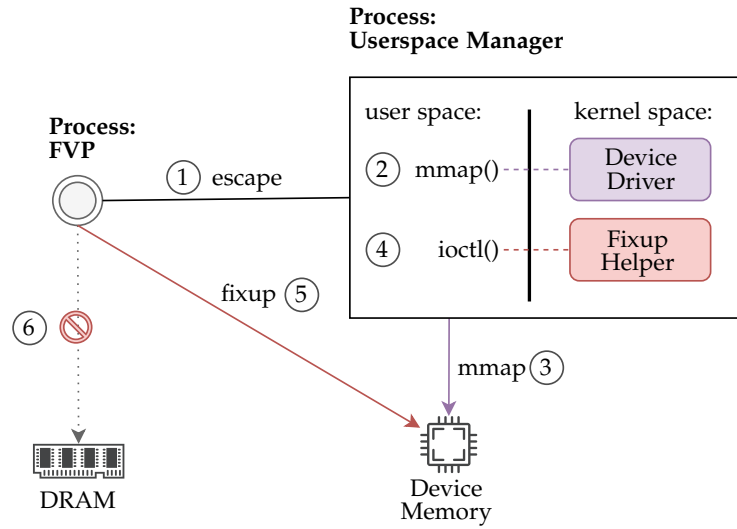 Process:
Userspace Manager
user space:
kernel space:
Process:
FVP
1 escape
2 mmap()
Device
Driver
4 ioctl()
Fixup
Helper
fixup 5
6
mmap 3
DRAM
Device
Memory